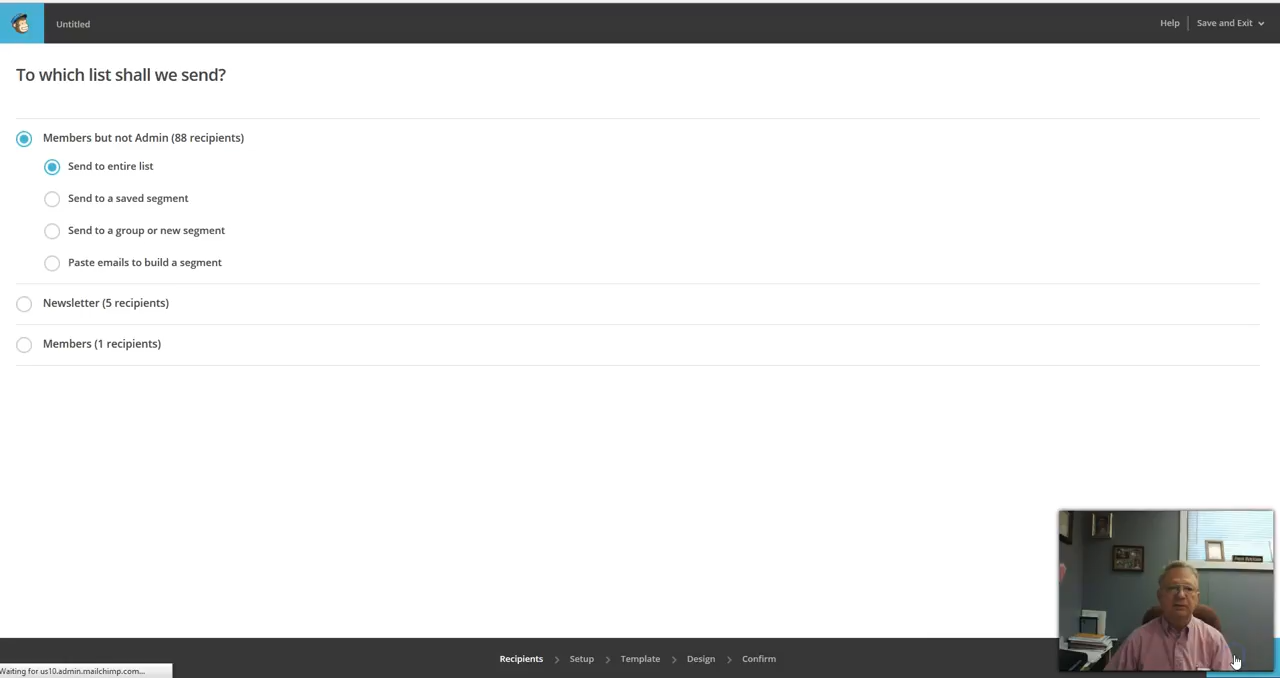 Untitled
Help
Save and Exit
To which list shall we send?
Members but not Admin (88 recipients)
Send to entire list
Send to a saved segment
Send to a group or new segment
Paste emails to build a segment
Newsletter (5 recipients)
Members (1 recipients)
Recipients > Setup > Template > Design > Confirm
Waiting for us10.admin.mailchimp.com...